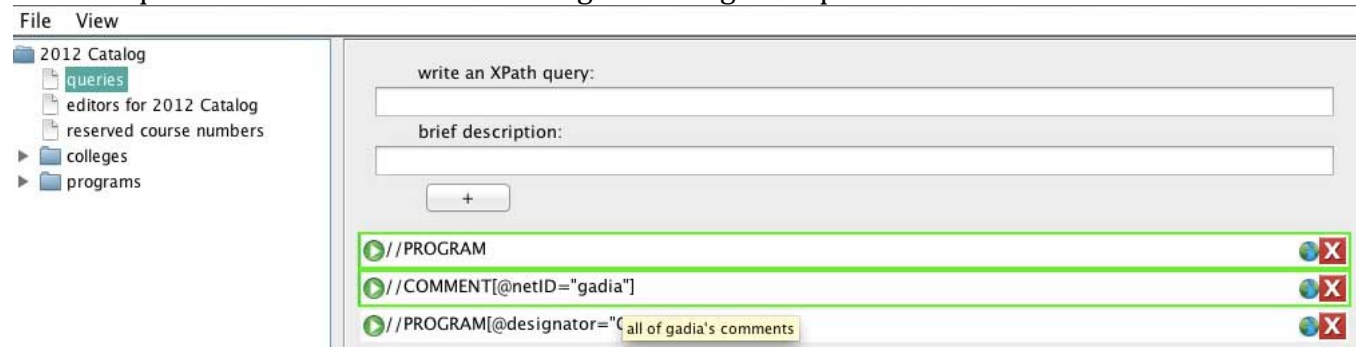 File View
2012 Catalog
queries
editors for 2012 Catalog
reserved course numbers
colleges
programs
write an XPath query:
brief description:
+
//PROGRAM
X
//COMMENT[@netID="gadia"]
X
//PROGRAM[@designator="
X
all of gadia's comments